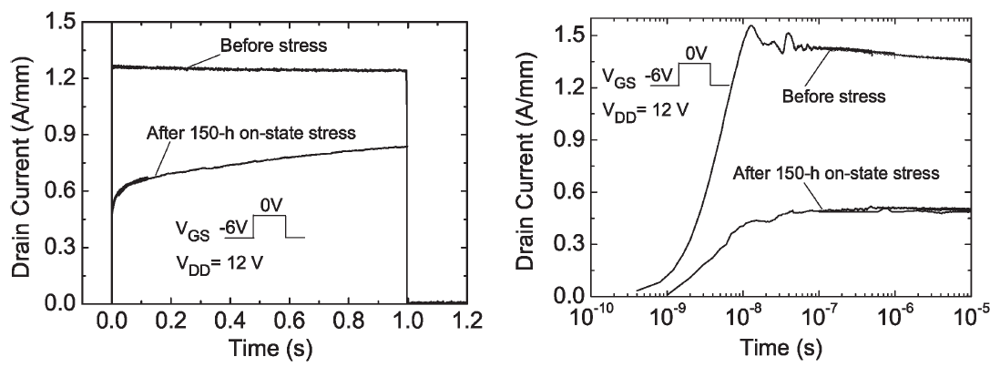 1.5
1.2
0.9
0.6
0.3
0.0
Drain Current (A/mm)
Before stress
After 150-h on-state stress
0V
V_GS -6V
V_DD= 12 V
0.0 0.2 0.4 0.6 0.8 1.0 1.2
Time (s)
1.5
1.2
1.5
0.6
0.3
0.0
Drain Current (A/mm)
0V
V_GS -6V
V_DD= 12 V
Before stress
After 150-h on-state stress
10^-10 10^-9 10^-8 10^-7 10^-6 10^-5
Time (s)